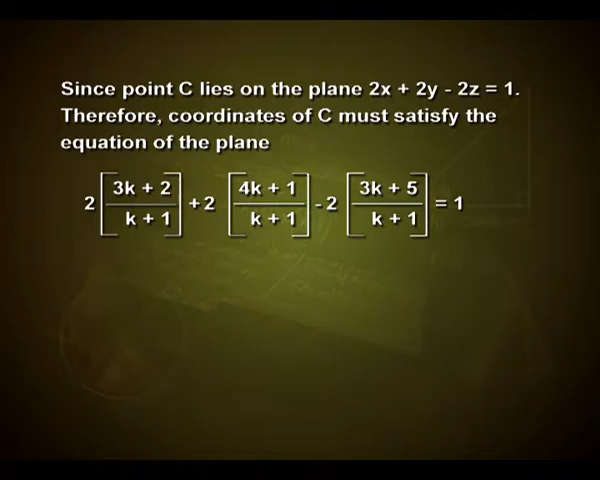 Since point C lies on the plane 2x + 2y - 2z = 1.
Therefore, coordinates of C must satisfy the
equation of the plane
2 [3k + 2 / k + 1] + 2 [4k + 1 / k + 1] - 2 [3k + 5 / k + 1] = 1